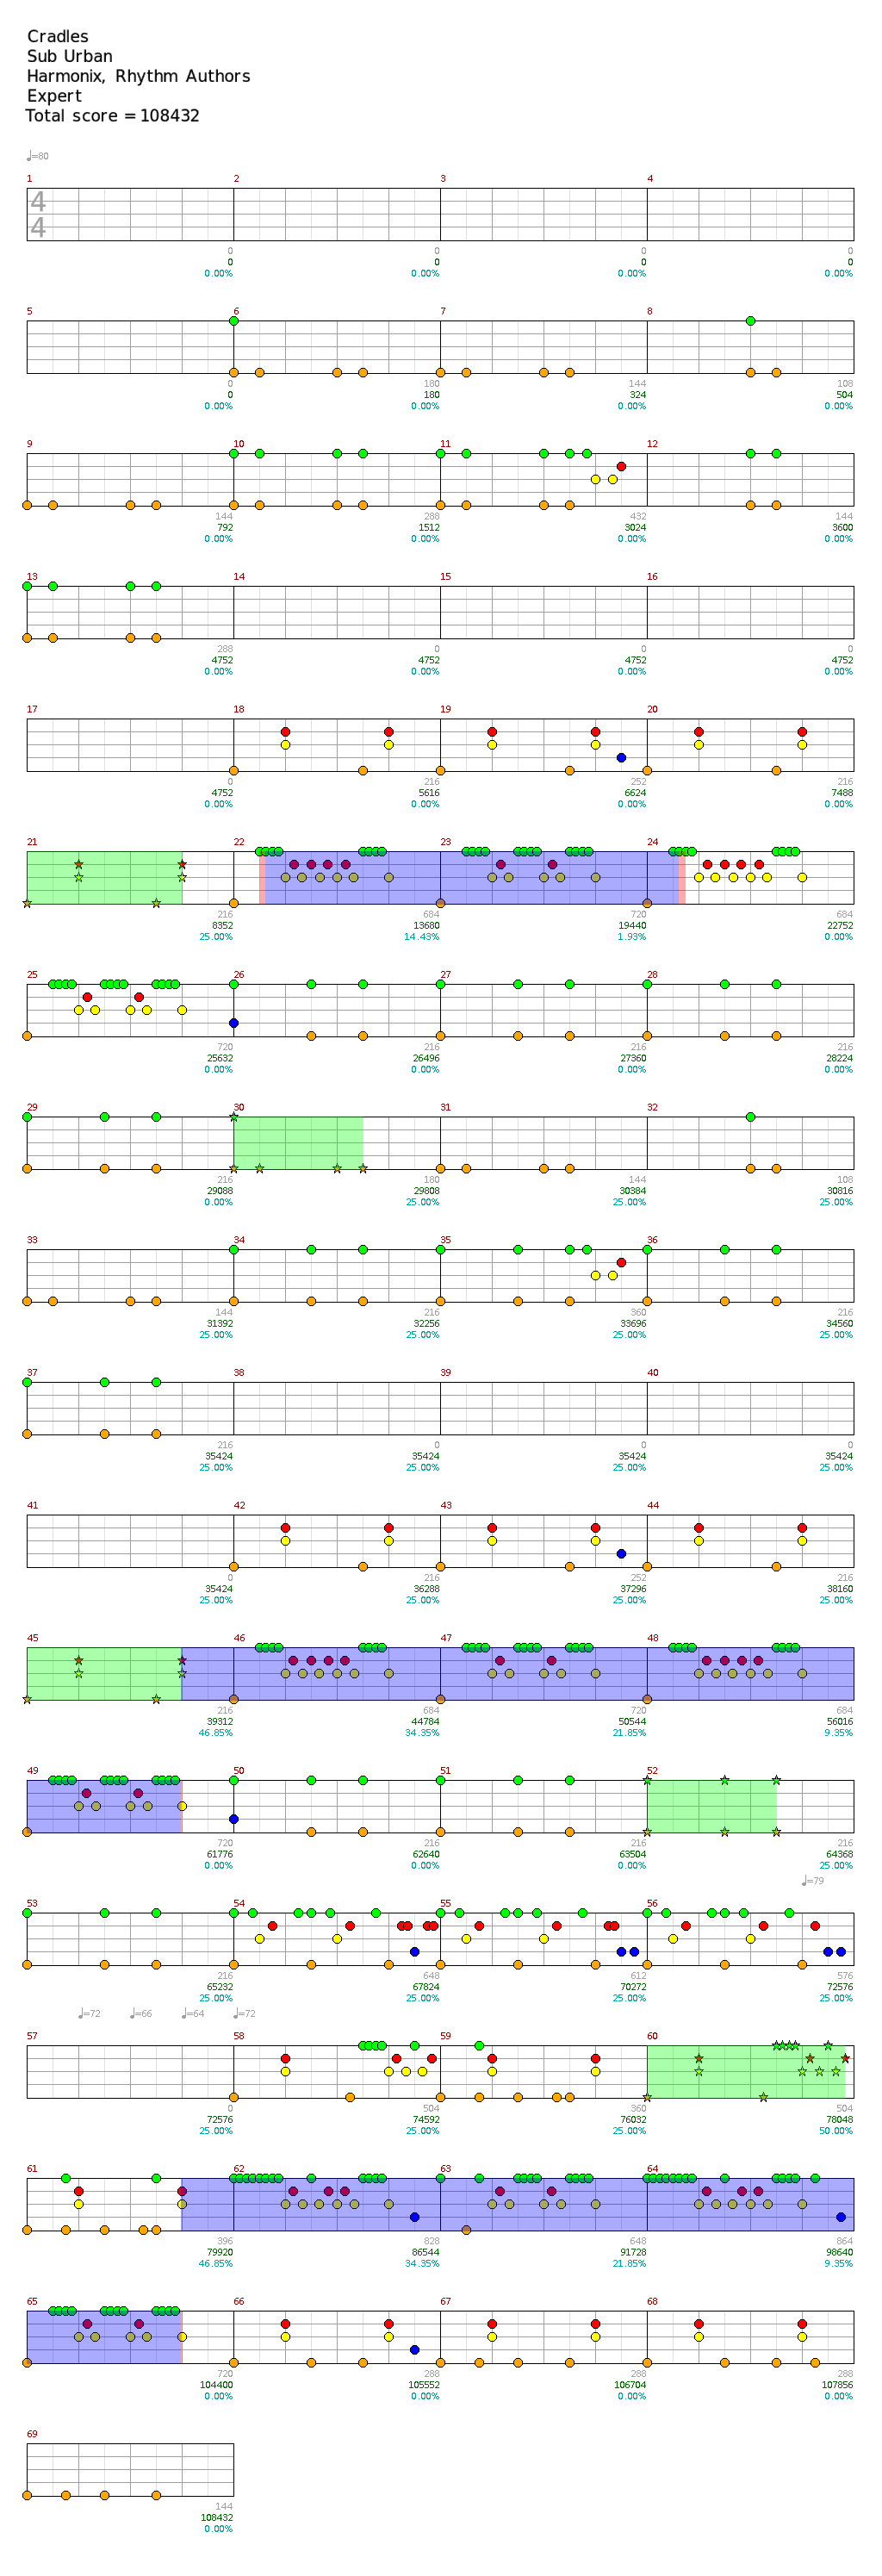 Cradles
Sub Urban
Harmonix, Rhythm Authors
Expert
Total score = 108432
♩=80
1 2 3 4
4
4
0 0 0 0
0 0 0 0
0.00% 0.00% 0.00% 0.00%
5 6 7 8
0 180 144 108
0 180 324 504
0.00% 0.00% 0.00% 0.00%
9 10 11 12
144 288 432 144
792 1512 3024 3600
0.00% 0.00% 0.00% 0.00%
13 14 15 16
288 0 0 0
4752 4752 4752 4752
0.00% 0.00% 0.00% 0.00%
17 18 19 20
0 216 252 216
4752 5616 6624 7488
0.00% 0.00% 0.00% 0.00%
21 22 23 24
216 684 720 684
8352 13680 19440 22752
25.00% 14.43% 1.93% 0.00%
25 26 27 28
720 216 216 216
25632 26496 27360 28224
0.00% 0.00% 0.00% 0.00%
29 30 31 32
216 180 144 108
29088 29808 30384 30816
0.00% 25.00% 25.00% 25.00%
33 34 35 36
144 216 360 216
31392 32256 33696 34560
25.00% 25.00% 25.00% 25.00%
37 38 39 40
216 0 0 0
35424 35424 35424 35424
25.00% 25.00% 25.00% 25.00%
41 42 43 44
0 216 252 216
35424 36288 37296 38160
25.00% 25.00% 25.00% 25.00%
45 46 47 48
216 684 720 684
39312 44784 50544 56016
46.85% 34.35% 21.85% 9.35%
49 50 51 52
720 216 216 216
61776 62640 63504 64368
0.00% 0.00% 0.00% 25.00%
♩=79
53 54 55 56
216 648 612 576
65232 67824 70272 72576
25.00% 25.00% 25.00% 25.00%
♩=72 ♩=66 ♩=64 ♩=72
57 58 59 60
0 504 360 504
72576 74592 76032 78048
25.00% 25.00% 25.00% 50.00%
61 62 63 64
396 828 648 864
79920 86544 91728 98640
46.85% 34.35% 21.85% 9.35%
65 66 67 68
720 288 288 288
104400 105552 106704 107856
0.00% 0.00% 0.00% 0.00%
69
144
108432
0.00%